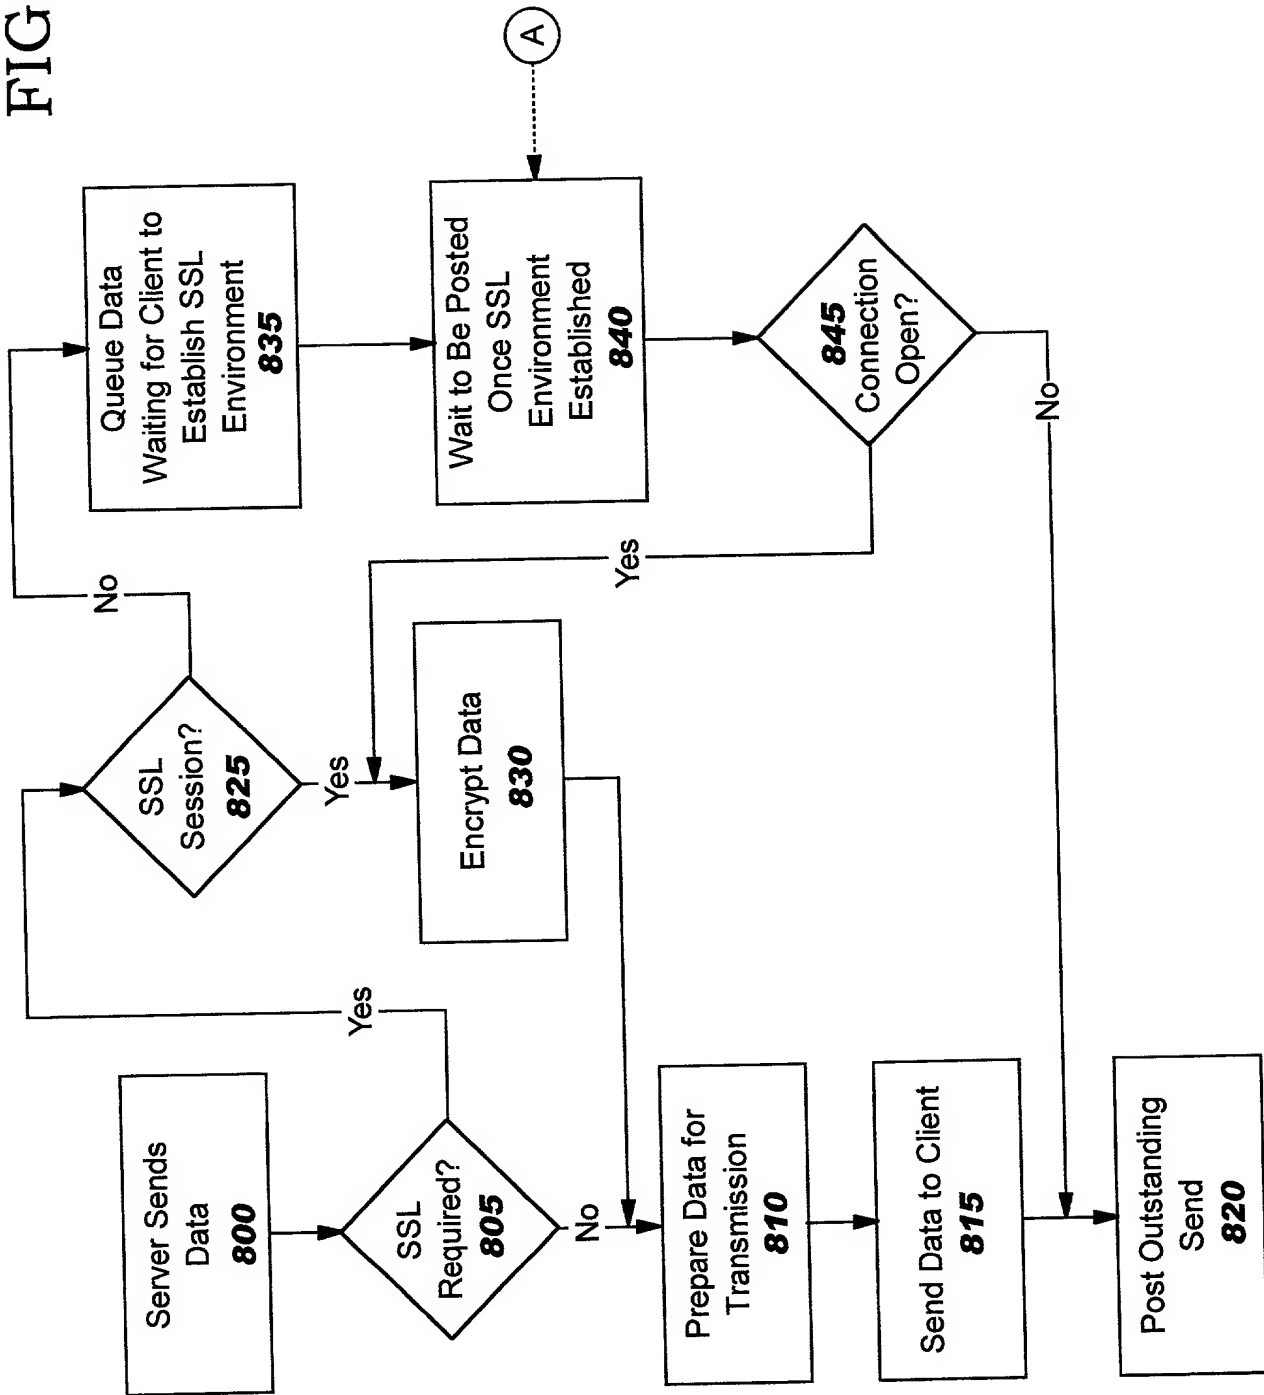 FIG
Server Sends
Data
800
SSL
Required?
805
Yes
No
Prepare Data for
Transmission
810
Send Data to Client
815
Post Outstanding
Send
820
SSL
Session?
825
No
Yes
Encrypt Data
830
Queue Data
Waiting for Client to
Establish SSL
Environment
835
Wait to Be Posted
Once SSL
Environment
Established
840
A
845
Connection
Open?
Yes
No